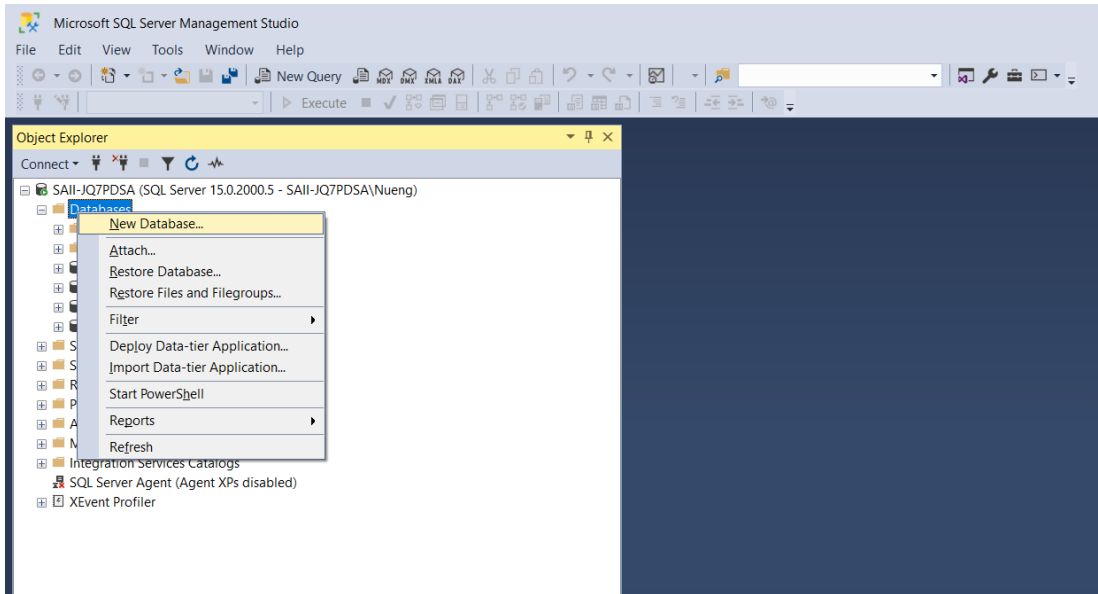 Microsoft SQL Server Management Studio
File Edit View Tools Window Help
New Query MDX DMX XMLA DAX
Execute
Object Explorer
Connect
SAII-JQ7PDSA (SQL Server 15.0.2000.5 - SAII-JQ7PDSA\Nueng)
Databases
New Database...
Attach...
Restore Database...
Restore Files and Filegroups...
Filter
S
Deploy Data-tier Application...
S
Import Data-tier Application...
R
Start PowerShell
P
A
Reports
M
Refresh
Integration Services Catalogs
SQL Server Agent (Agent XPs disabled)
XEvent Profiler